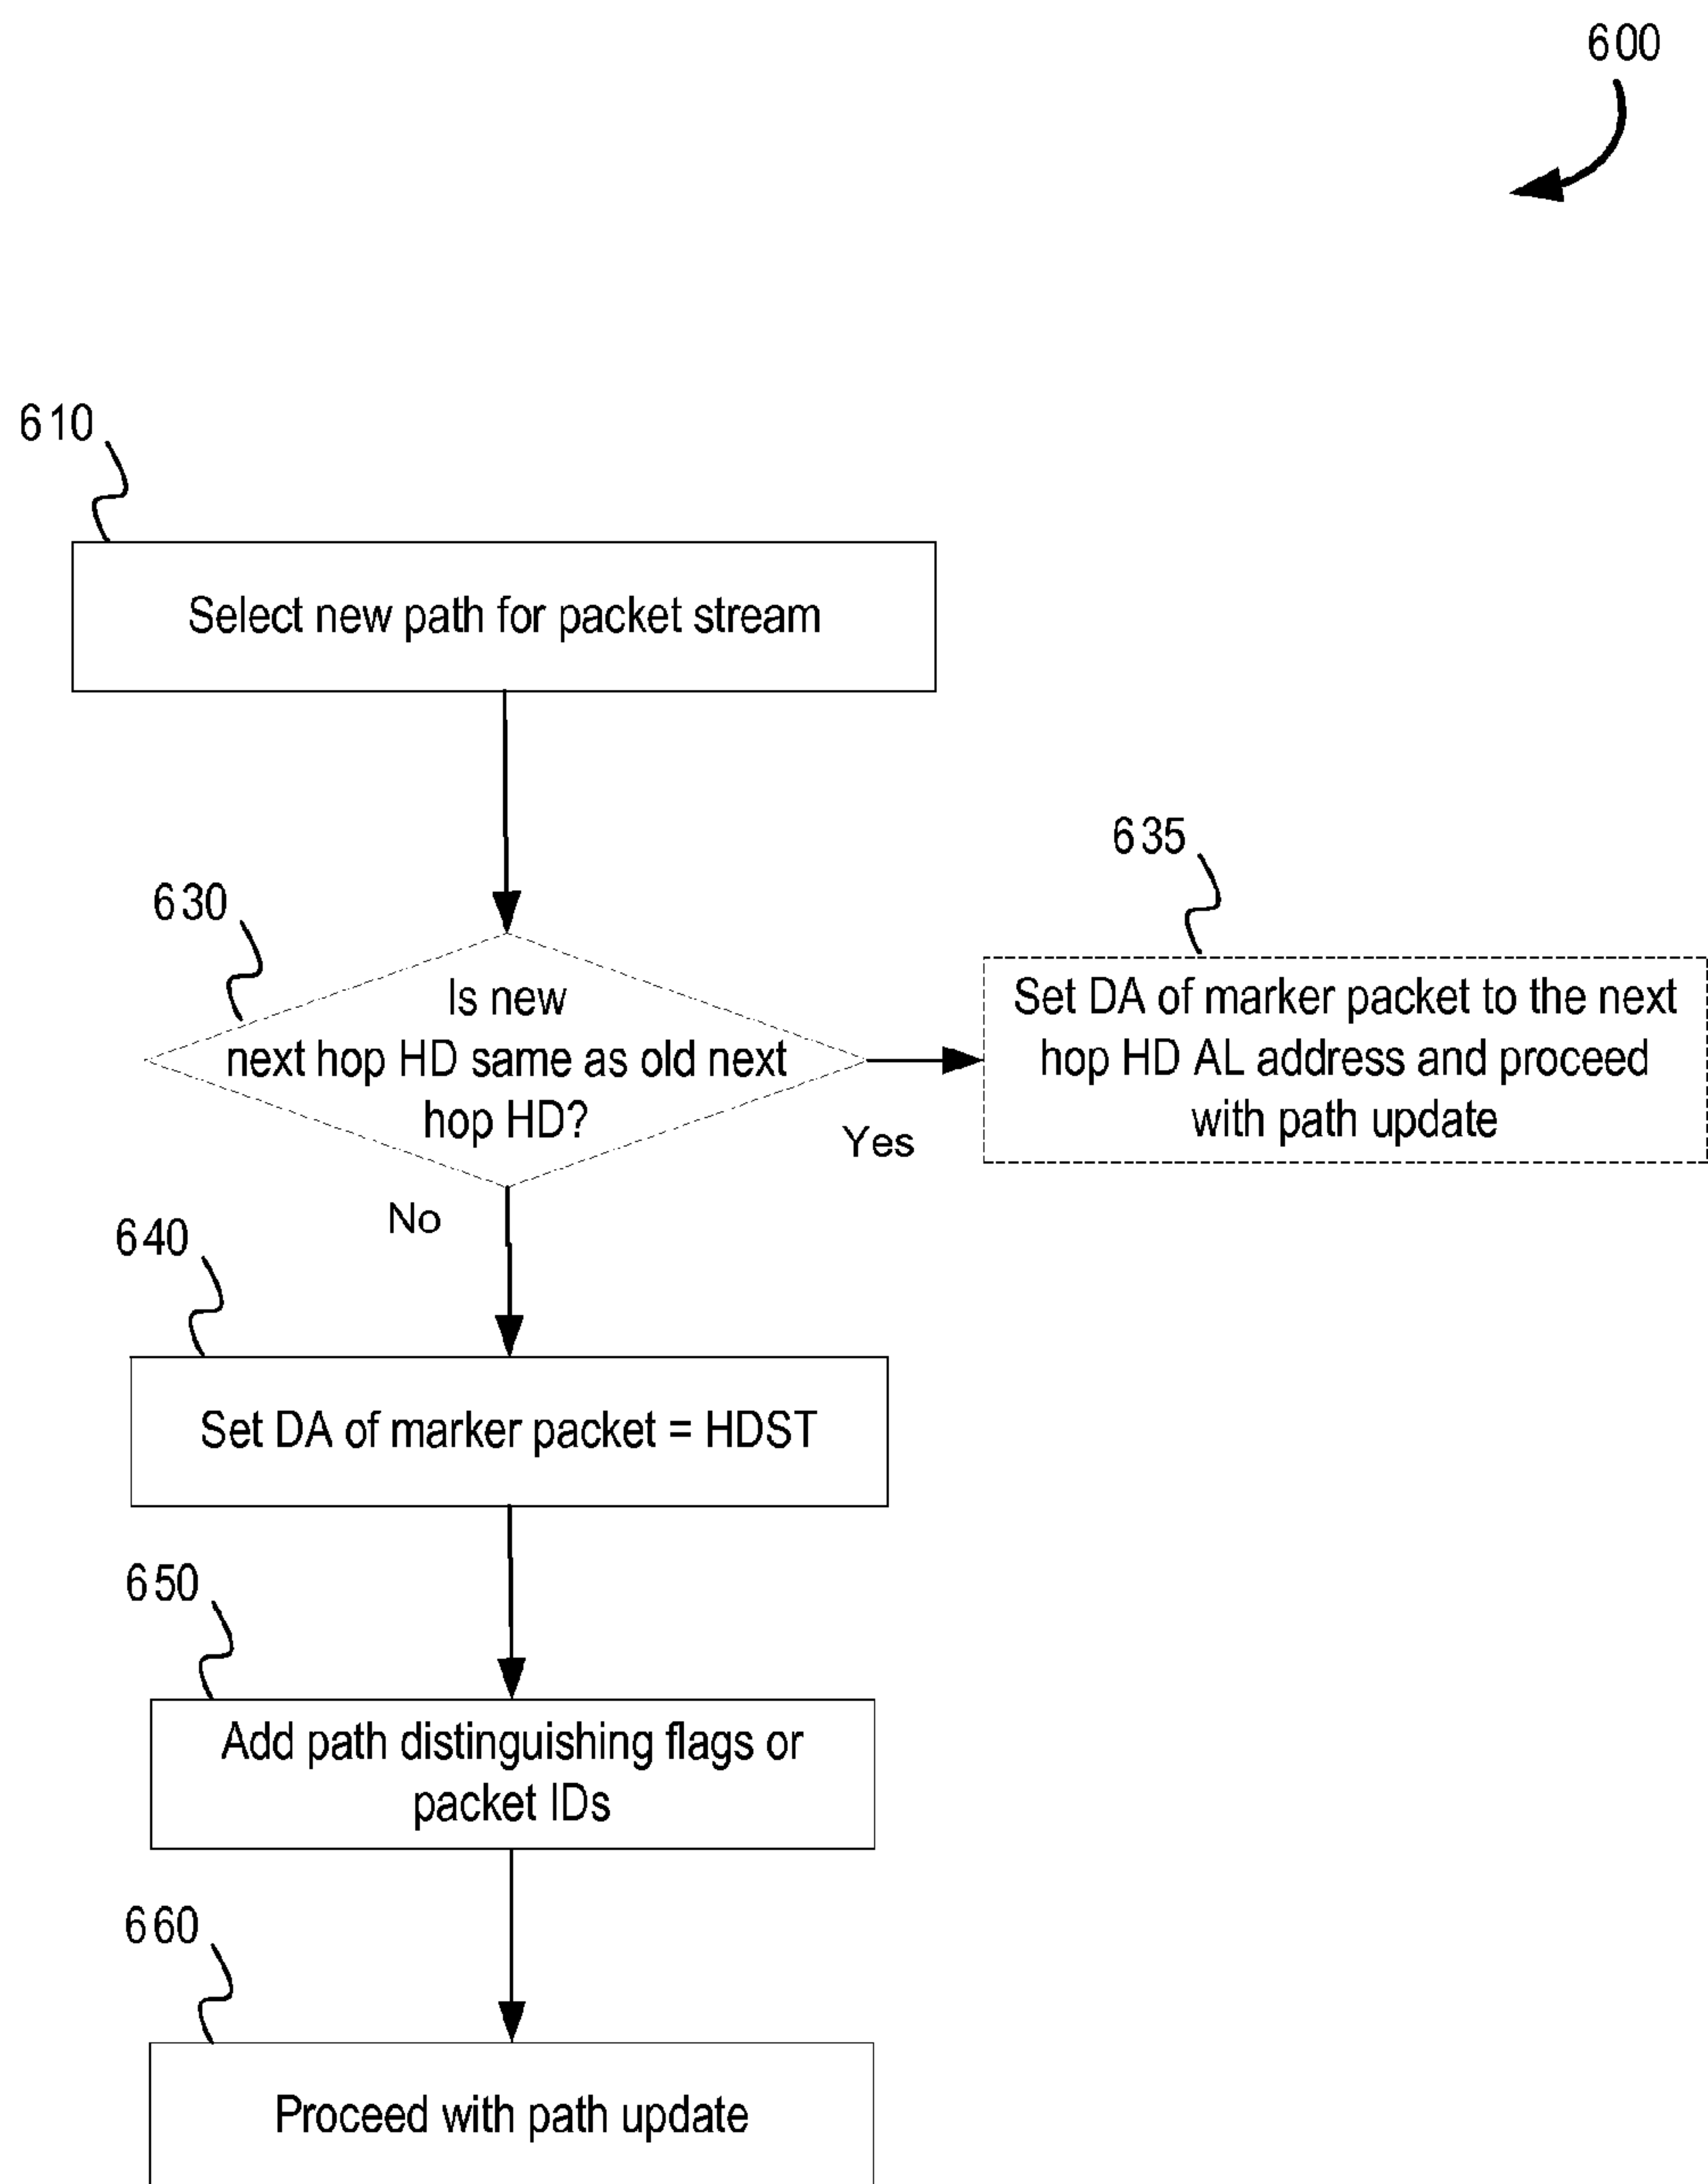 600
610
Select new path for packet stream
630
Is new
next hop HD same as old next
hop HD?
Yes
No
635
Set DA of marker packet to the next
hop HD AL address and proceed
with path update
640
Set DA of marker packet = HDST
650
Add path distinguishing flags or
packet IDs
660
Proceed with path update